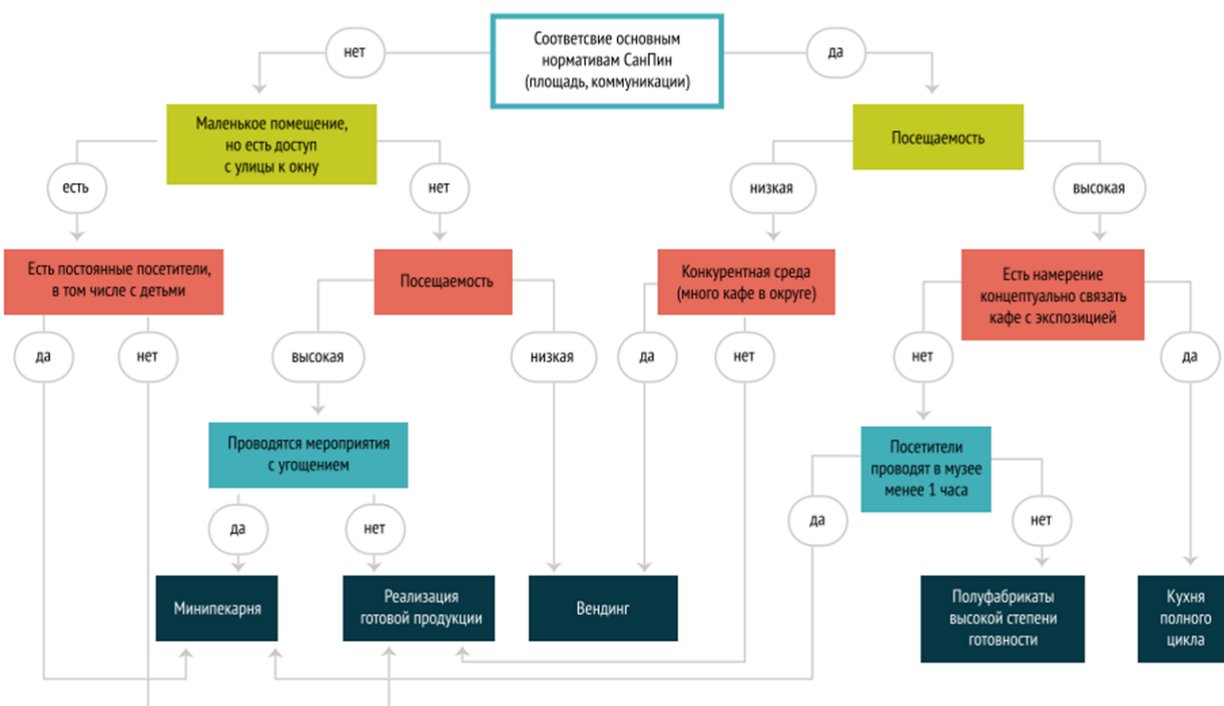 Соответсвие основным
нормативам СанПин
(площадь, коммуникации)
нет
да
Маленькое помещение,
но есть доступ
с улицы к окну
Посещаемость
есть
нет
низкая
высокая
Есть постоянные посетители,
в том числе с детьми
Посещаемость
Конкурентная среда
(много кафе в округе)
Есть намерение
концептуально связать
кафе с экспозицией
да
нет
высокая
низкая
да
нет
нет
да
Проводятся мероприятия
с угощением
Посетители
проводят в музее
менее 1 часа
да
нет
да
нет
Минипекарня
Реализация
готовой продукции
Вендинг
Полуфабрикаты
высокой степени
готовности
Кухня
полного
цикла